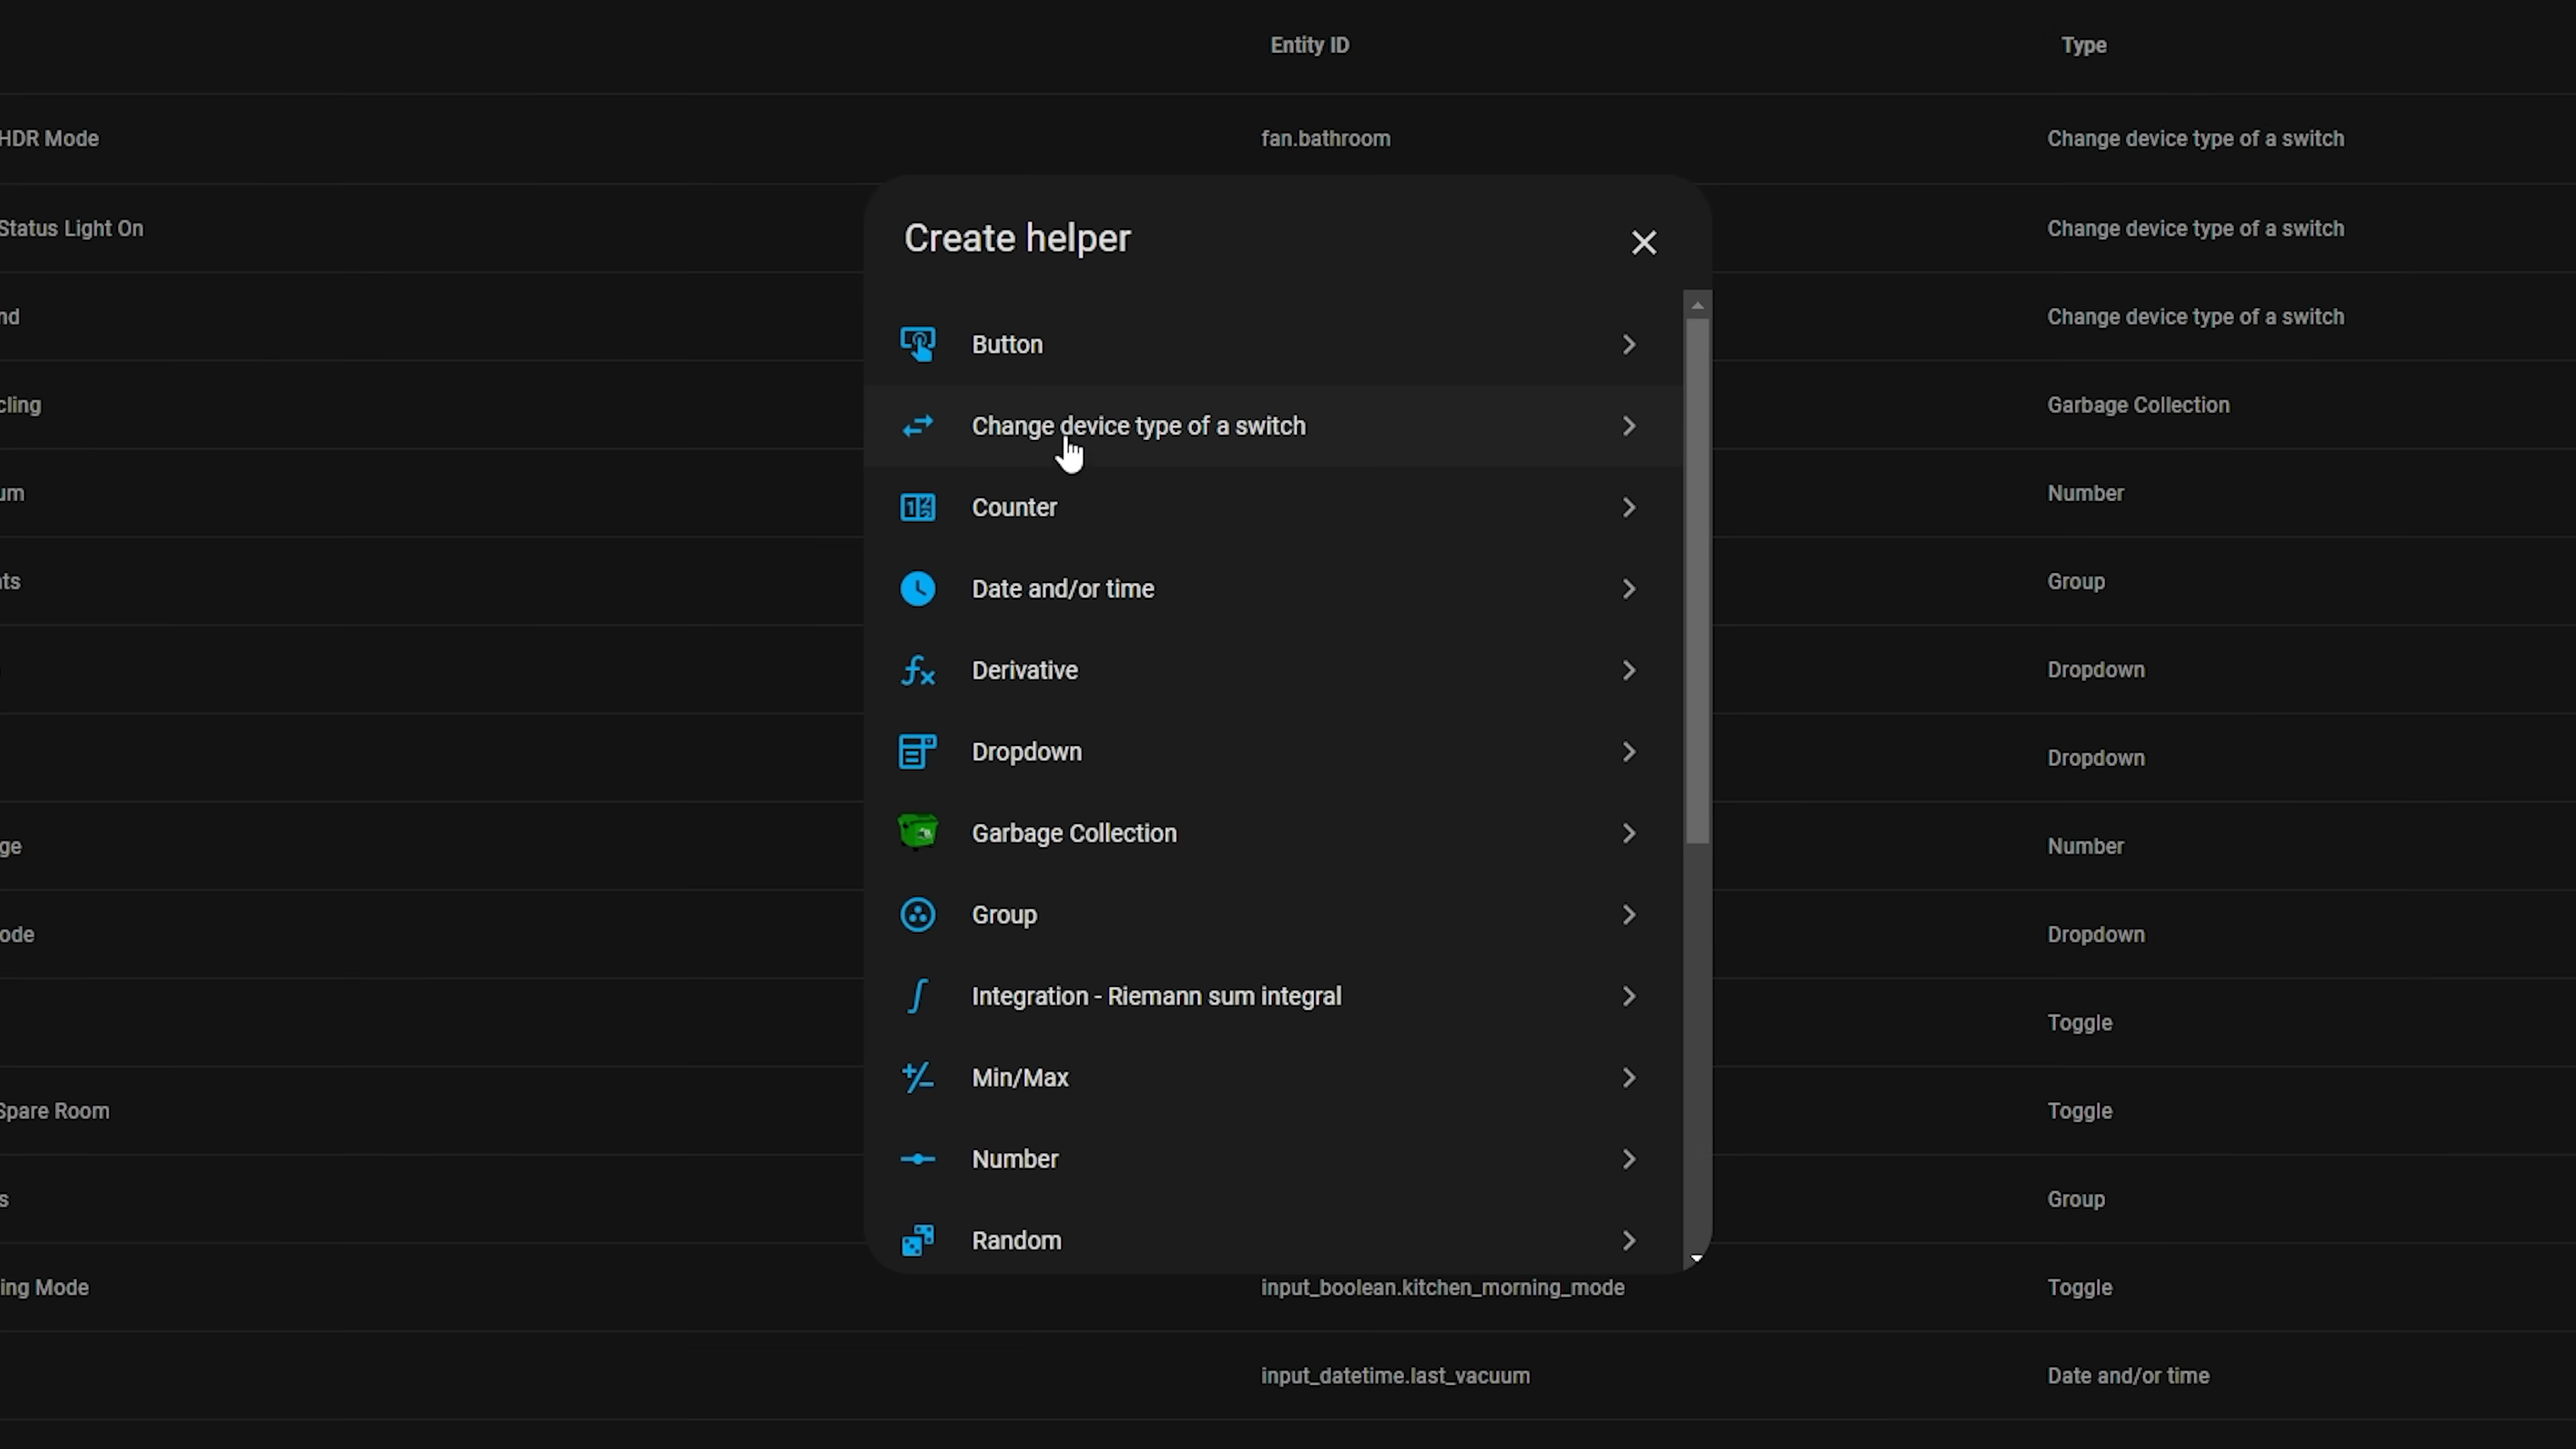 Entity ID
Type
HDR Mode
fan.bathroom
Change device type of a switch
Status Light On
Change device type of a switch
nd
Change device type of a switch
cling
Garbage Collection
um
Number
nts
Group
Dropdown
Dropdown
ge
Number
ode
Dropdown
Toggle
Spare Room
Toggle
s
Group
ing Mode
input_boolean.kitchen_morning_mode
Toggle
input_datetime.last_vacuum
Date and/or time
Create helper
Button
Change device type of a switch
Counter
Date and/or time
Derivative
Dropdown
Garbage Collection
Group
Integration - Riemann sum integral
Min/Max
Number
Random